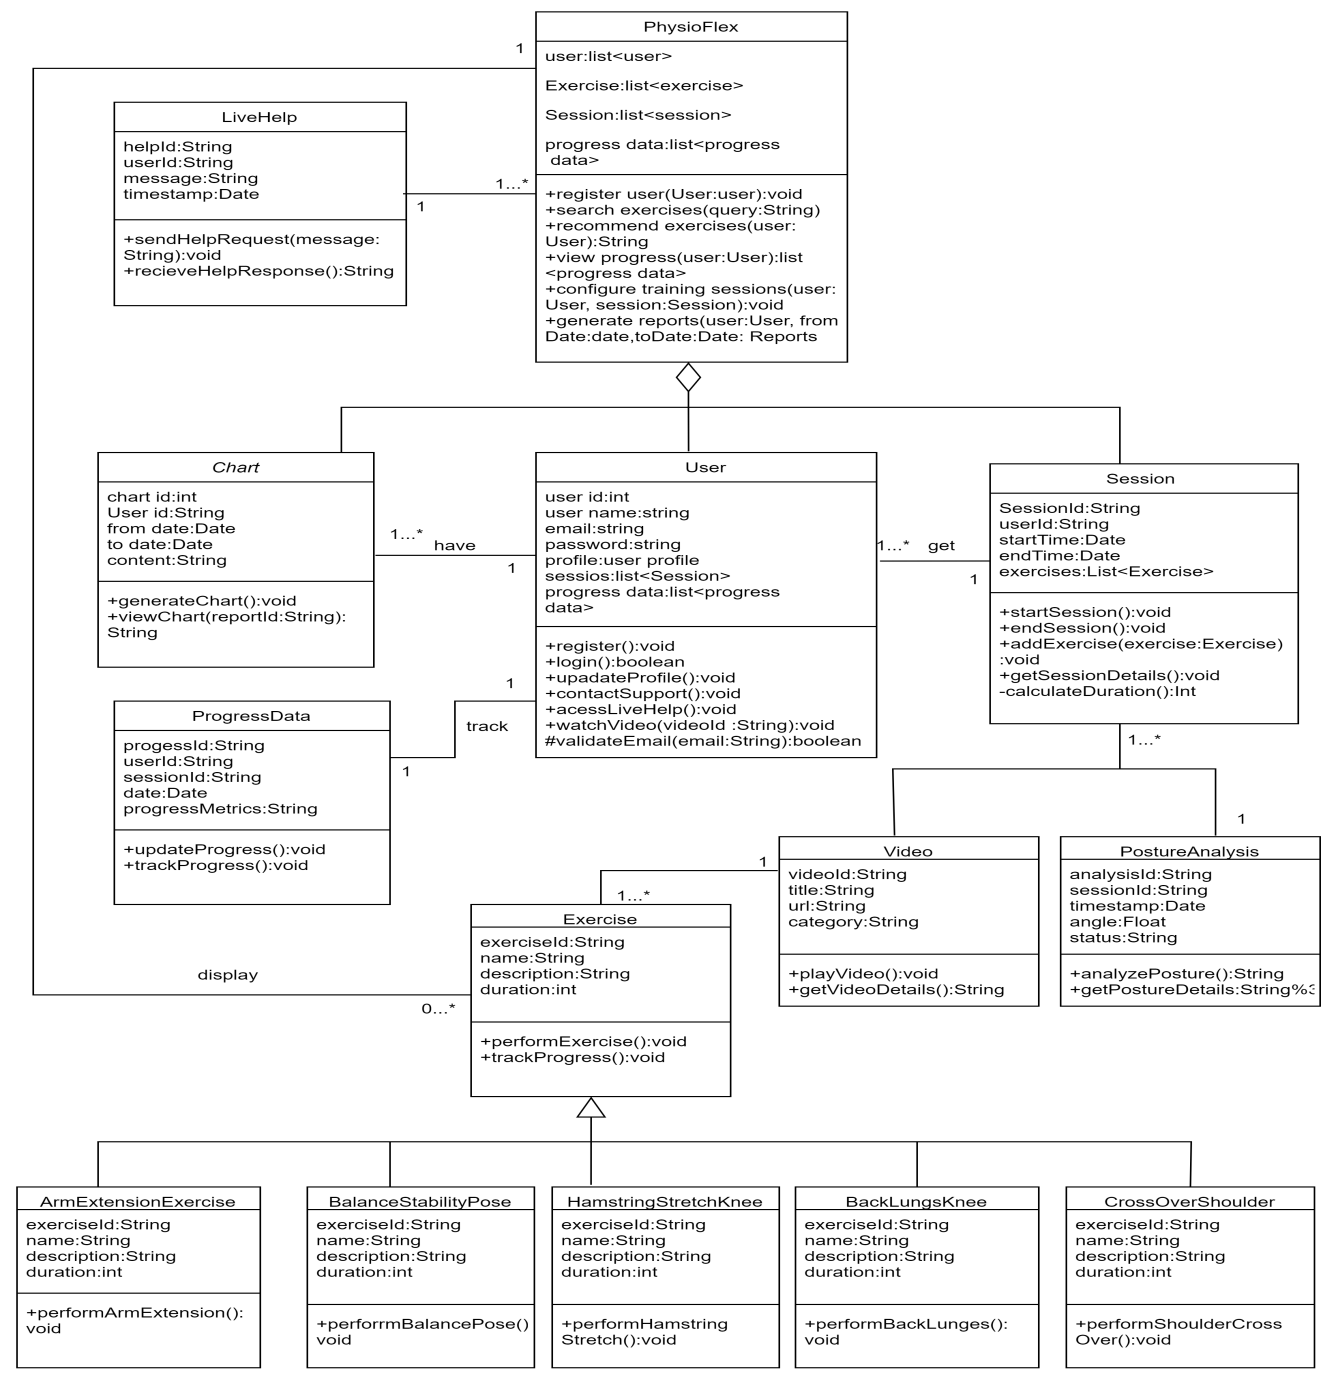 PhysioFlex
user:list<user>
Exercise:list<exercise>
Session:list<session>
progress data:list<progress
data>
+register user(User:user):void
+search exercises(query:String)
+recommend exercises(user:
User):String
+view progress(user:User):list
<progress data>
+configure training sessions(user:
User, session:Session):void
+generate reports(user:User, from
Date:date,toDate:Date: Reports
1
LiveHelp
helpId:String
userId:String
message:String
timestamp:Date
+sendHelpRequest(message:
String):void
+recieveHelpResponse():String
1...*
1
Chart
chart id:int
User id:String
from date:Date
to date:Date
content:String
+generateChart():void
+viewChart(reportId:String):
String
1...*
have
1
User
user id:int
user name:string
email:string
password:string
profile:user profile
sessios:list<Session>
progress data:list<progress
data>
+register():void
+login():boolean
+upadateProfile():void
+contactSupport():void
+acessLiveHelp():void
+watchVideo(videoId :String):void
#validateEmail(email:String):boolean
1...*
get
1
Session
SessionId:String
userId:String
startTime:Date
endTime:Date
exercises:List<Exercise>
+startSession():void
+endSession():void
+addExercise(exercise:Exercise)
:void
+getSessionDetails():void
-calculateDuration():Int
1
track
1
ProgressData
progessId:String
userId:String
sessionId:String
date:Date
progressMetrics:String
+updateProgress():void
+trackProgress():void
1...*
1
Video
videoId:String
title:String
url:String
category:String
+playVideo():void
+getVideoDetails():String
PostureAnalysis
analysisId:String
sessionId:String
timestamp:Date
angle:Float
status:String
+analyzePosture():String
+getPostureDetails:String%3
1
1...*
Exercise
exerciseId:String
name:String
description:String
duration:int
+performExercise():void
+trackProgress():void
display
0...*
ArmExtensionExercise
exerciseId:String
name:String
description:String
duration:int
+performArmExtension():
void
BalanceStabilityPose
exerciseId:String
name:String
description:String
duration:int
+performBalancePose()
void
HamstringStretchKnee
exerciseId:String
name:String
description:String
duration:int
+performHamstring
Stretch():void
BackLungsKnee
exerciseId:String
name:String
description:String
duration:int
+performBackLunges():
void
CrossOverShoulder
exerciseId:String
name:String
description:String
duration:int
+performShoulderCross
Over():void